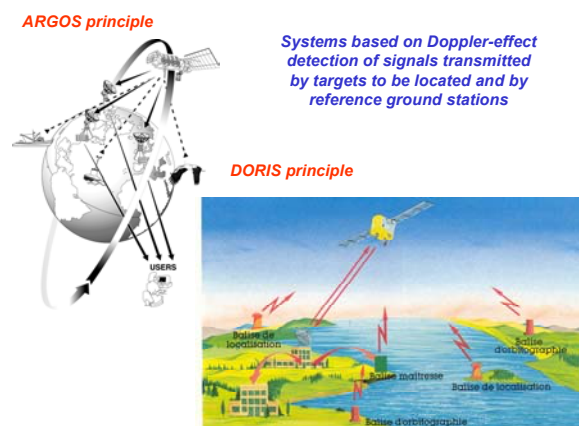 ARGOS principle
Systems based on Doppler-effect
detection of signals transmitted
by targets to be located and by
reference ground stations
DORIS principle
USERS
Balise de
localisation
Balise
d'orbitographie
Balise maîtresse
Balise de localisation
Balise d'orbitographie